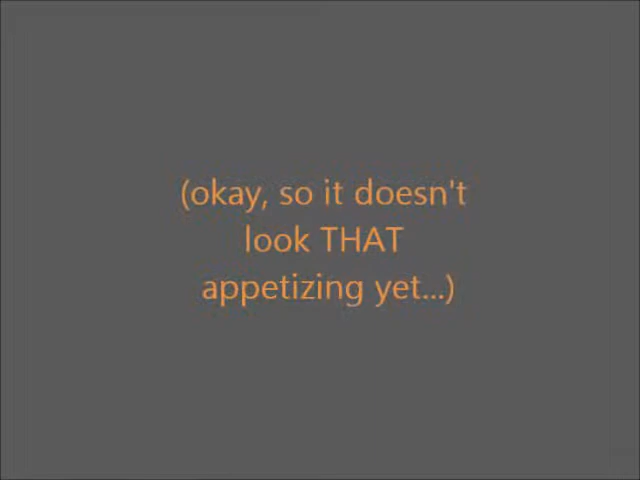 (okay, so it doesn't
look THAT
appetizing yet...)